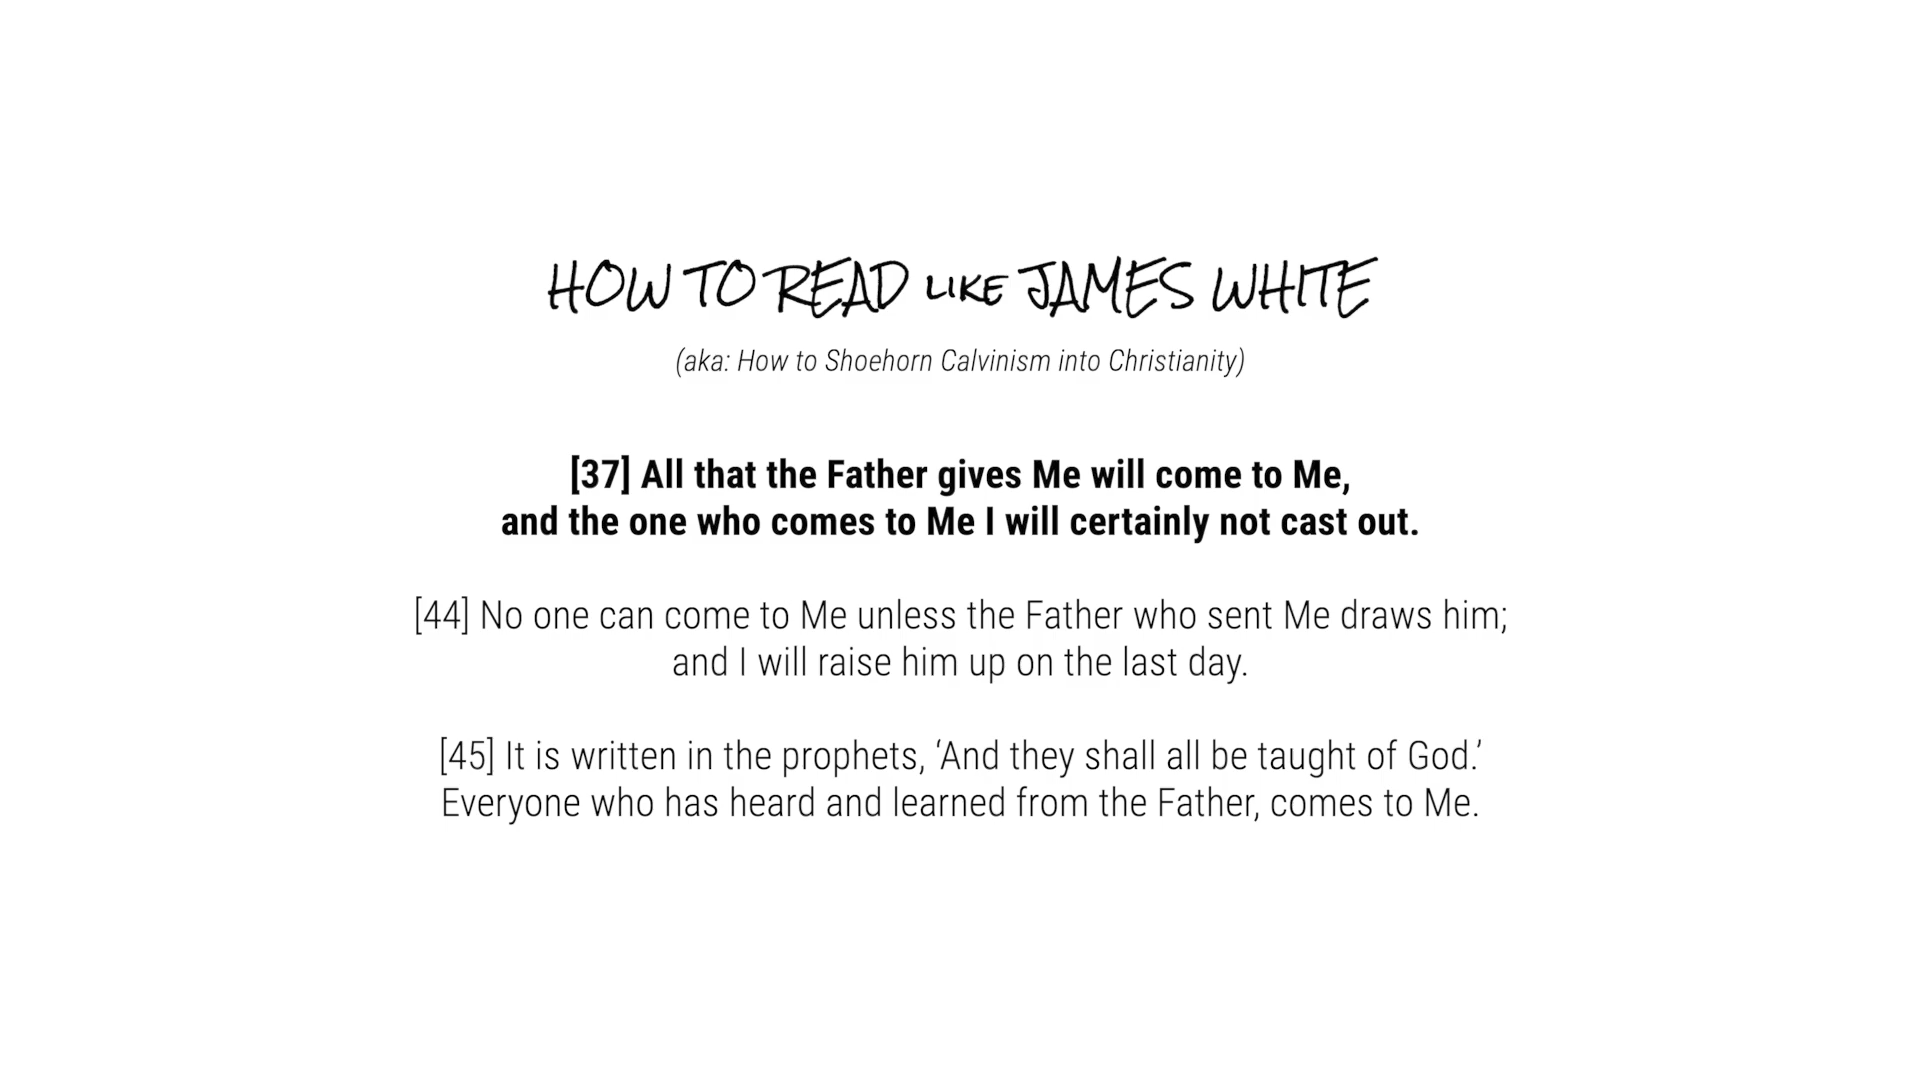 HOW TO READ LIKE JAMES WHITE
(aka: How to Shoehorn Calvinism into Christianity)
[37] All that the Father gives Me will come to Me,
and the one who comes to Me I will certainly not cast out.
[44] No one can come to Me unless the Father who sent Me draws him;
and I will raise him up on the last day.
[45] It is written in the prophets, ‘And they shall all be taught of God.’
Everyone who has heard and learned from the Father, comes to Me.